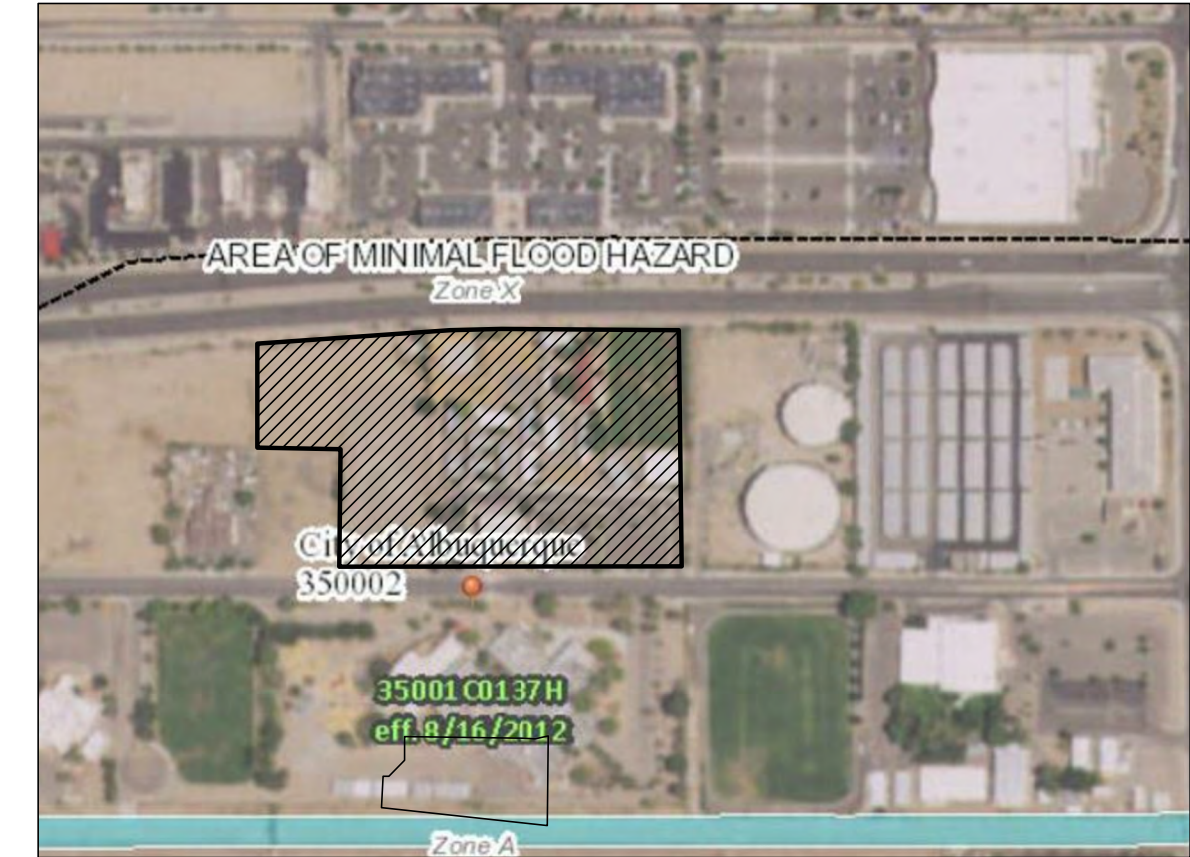 AREA OF MINIMAL FLOOD HAZARD
Zone X
City of Albuquerque
350002
35001C0137H
eff. 8/16/2012
Zone A